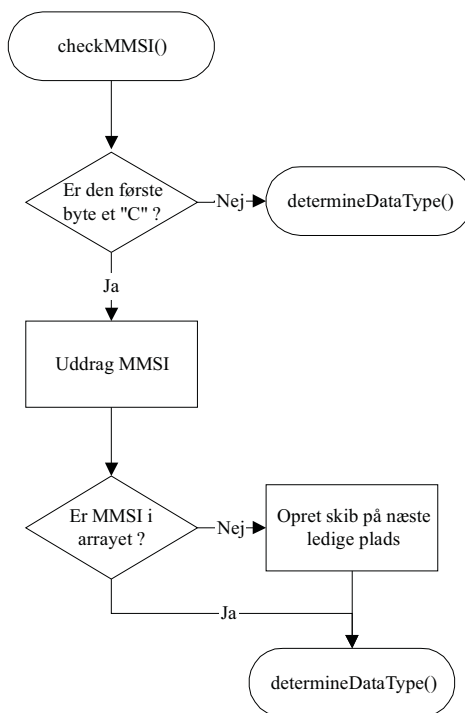 checkMMSI()
Er den første
byte et "C" ?
Nej
determineDataType()
Ja
Uddrag MMSI
Er MMSI i
arrayet ?
Nej
Opret skib på næste
ledige plads
Ja
determineDataType()